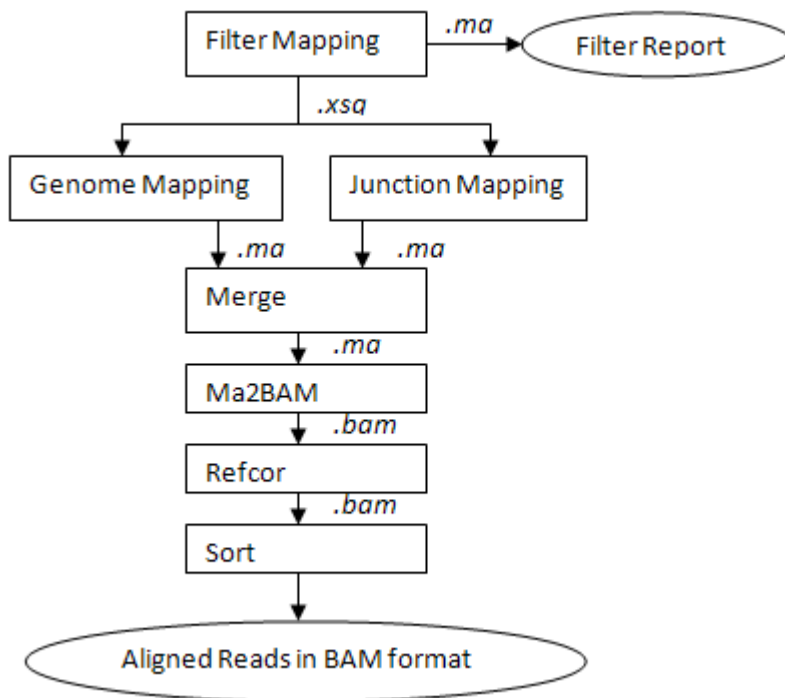 Filter Mapping
.ma
Filter Report
.xsq
Genome Mapping
Junction Mapping
.ma
.ma
Merge
.ma
Ma2BAM
.bam
Refcor
.bam
Sort
Aligned Reads in BAM format